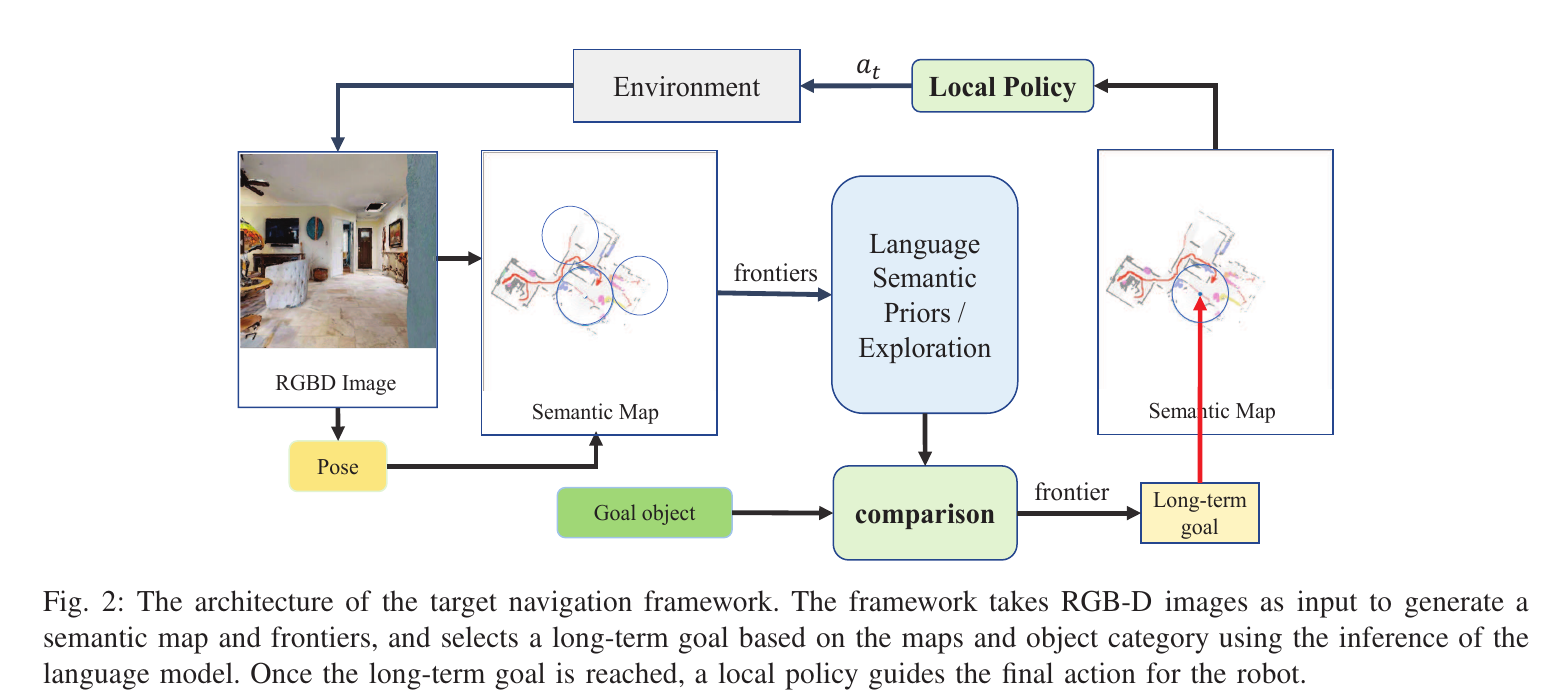 Environment
a_t
Local Policy
RGBD Image
Semantic Map
frontiers
Language
Semantic
Priors /
Exploration
Semantic Map
Pose
Goal object
comparison
frontier
Long-term
goal
Fig. 2: The architecture of the target navigation framework. The framework takes RGB-D images as input to generate a
semantic map and frontiers, and selects a long-term goal based on the maps and object category using the inference of the
language model. Once the long-term goal is reached, a local policy guides the final action for the robot.